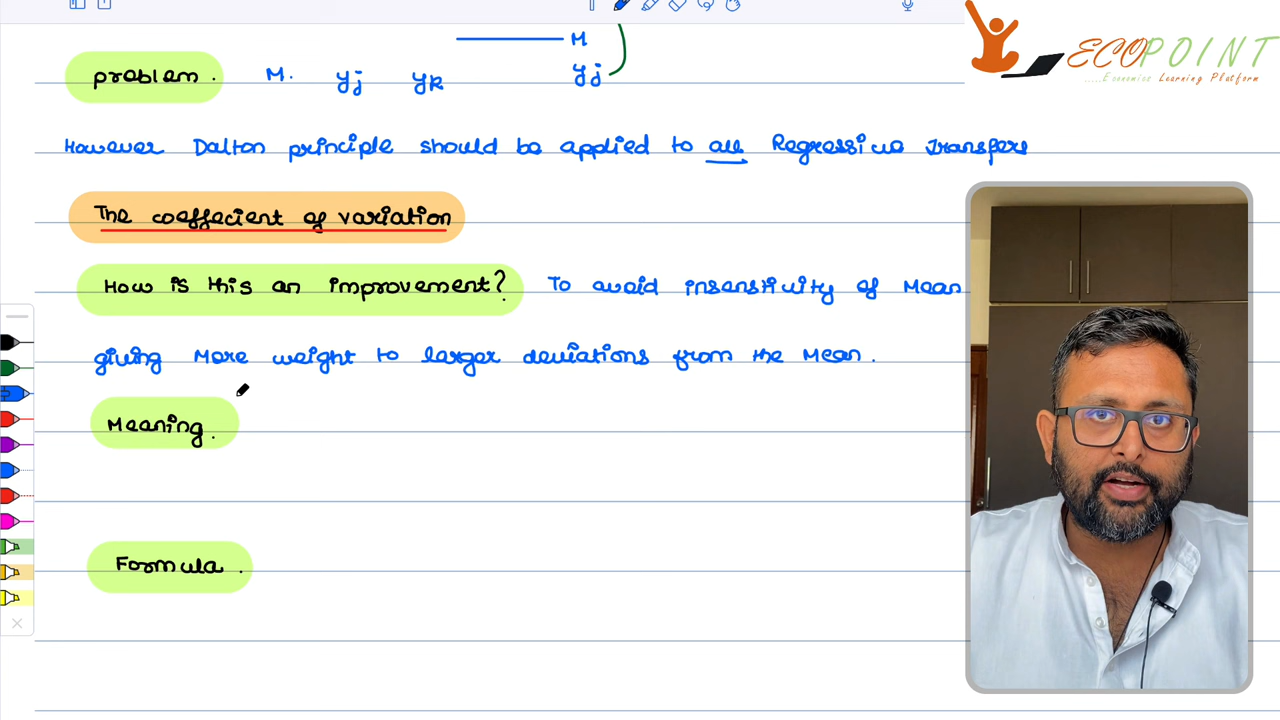 M
problem. M. yj yk yj
However Dalton principle should be applied to all Regressive Transfers
The coeffecient of variation
How is this an improvement? To avoid insenstivity of Mean
giving More weight to larger deviations from the Mean.
Meaning.
Formula.
ECOPOINT
.....Economics Learning Platform